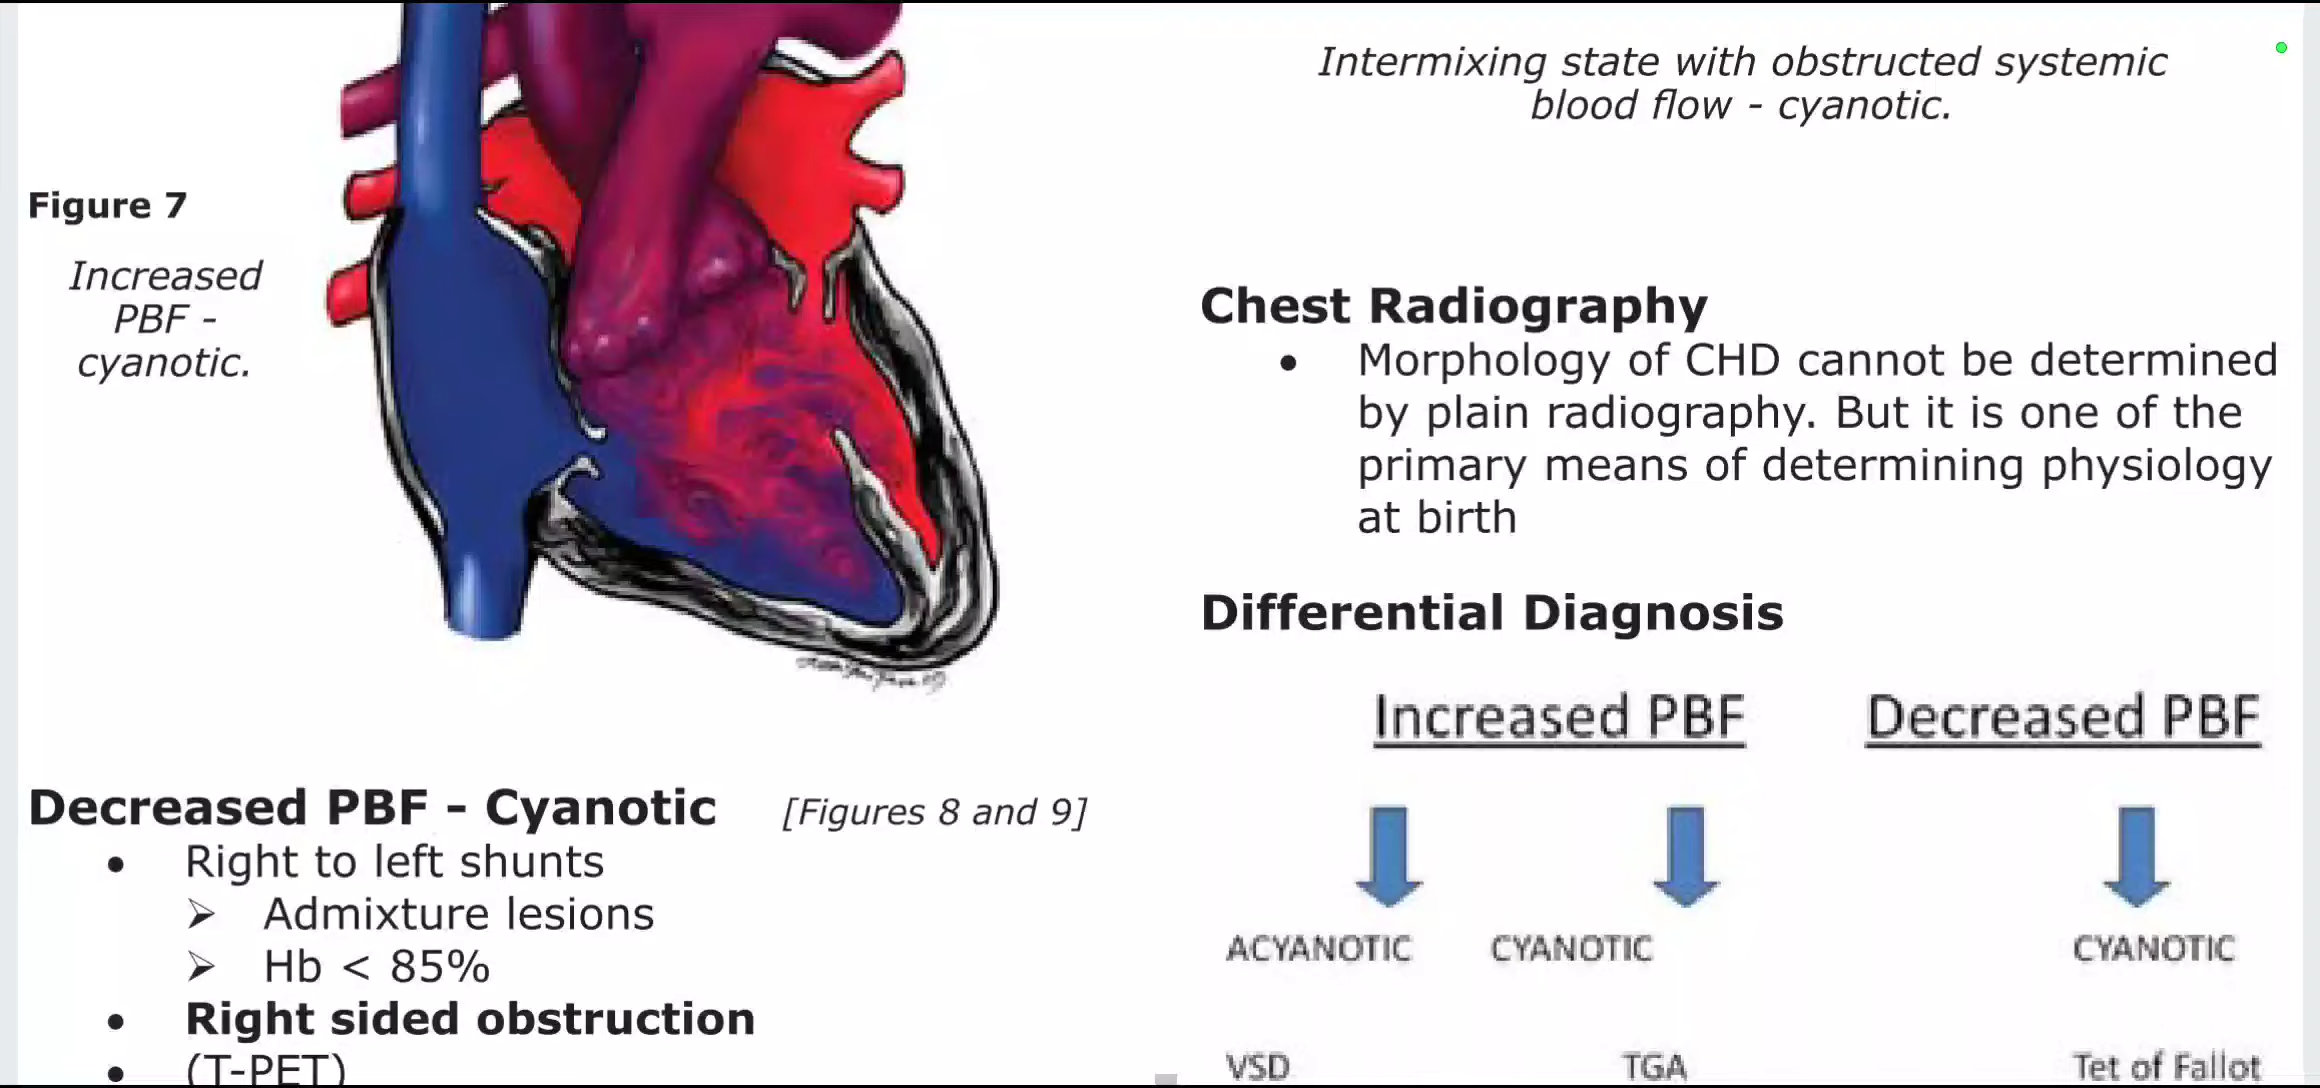 Figure 7
Increased
PBF -
cyanotic.
Decreased PBF - Cyanotic [Figures 8 and 9]
• Right to left shunts
➢ Admixture lesions
➢ Hb < 85%
• Right sided obstruction
• (T-PET)
Intermixing state with obstructed systemic
blood flow - cyanotic.
Chest Radiography
• Morphology of CHD cannot be determined
by plain radiography. But it is one of the
primary means of determining physiology
at birth
Differential Diagnosis
Increased PBF Decreased PBF
ACYANOTIC CYANOTIC CYANOTIC
VSD TGA Tet of Fallot